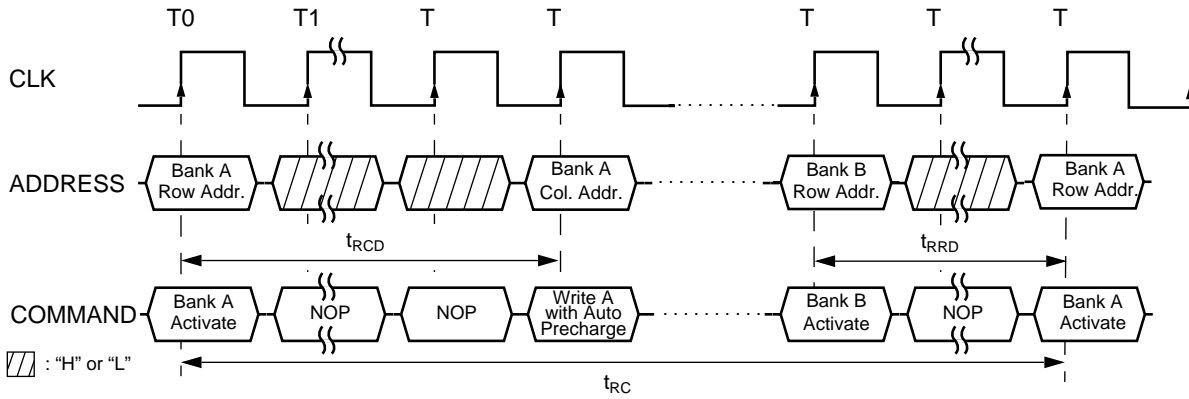 T0 T1 T T T T T
CLK
ADDRESS
Bank A
Row Addr.
Bank A
Col. Addr.
Bank B
Row Addr.
Bank A
Row Addr.
tRCD
tRRD
COMMAND
Bank A
Activate
NOP
NOP
Write A
with Auto
Precharge
Bank B
Activate
NOP
Bank A
Activate
: “H” or “L”
tRC